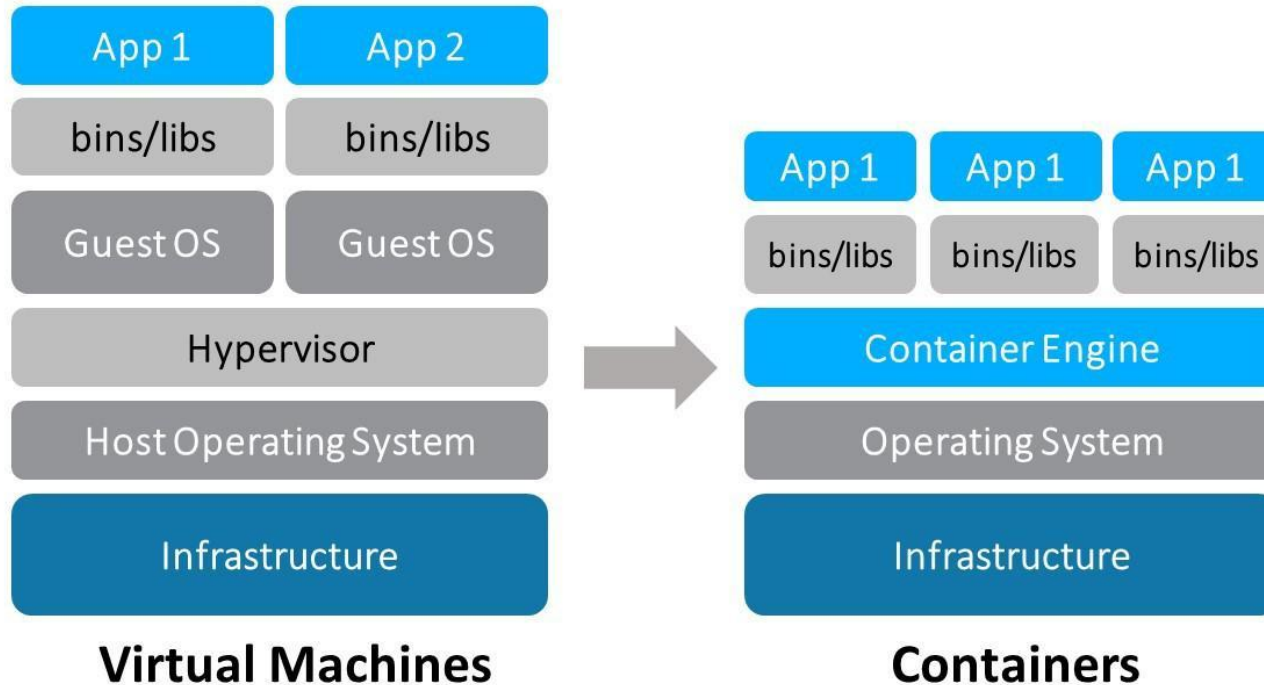 App 1
App 2
bins/libs
bins/libs
Guest OS
Guest OS
Hypervisor
Host Operating System
Infrastructure
Virtual Machines
App 1
App 1
App 1
bins/libs
bins/libs
bins/libs
Container Engine
Operating System
Infrastructure
Containers